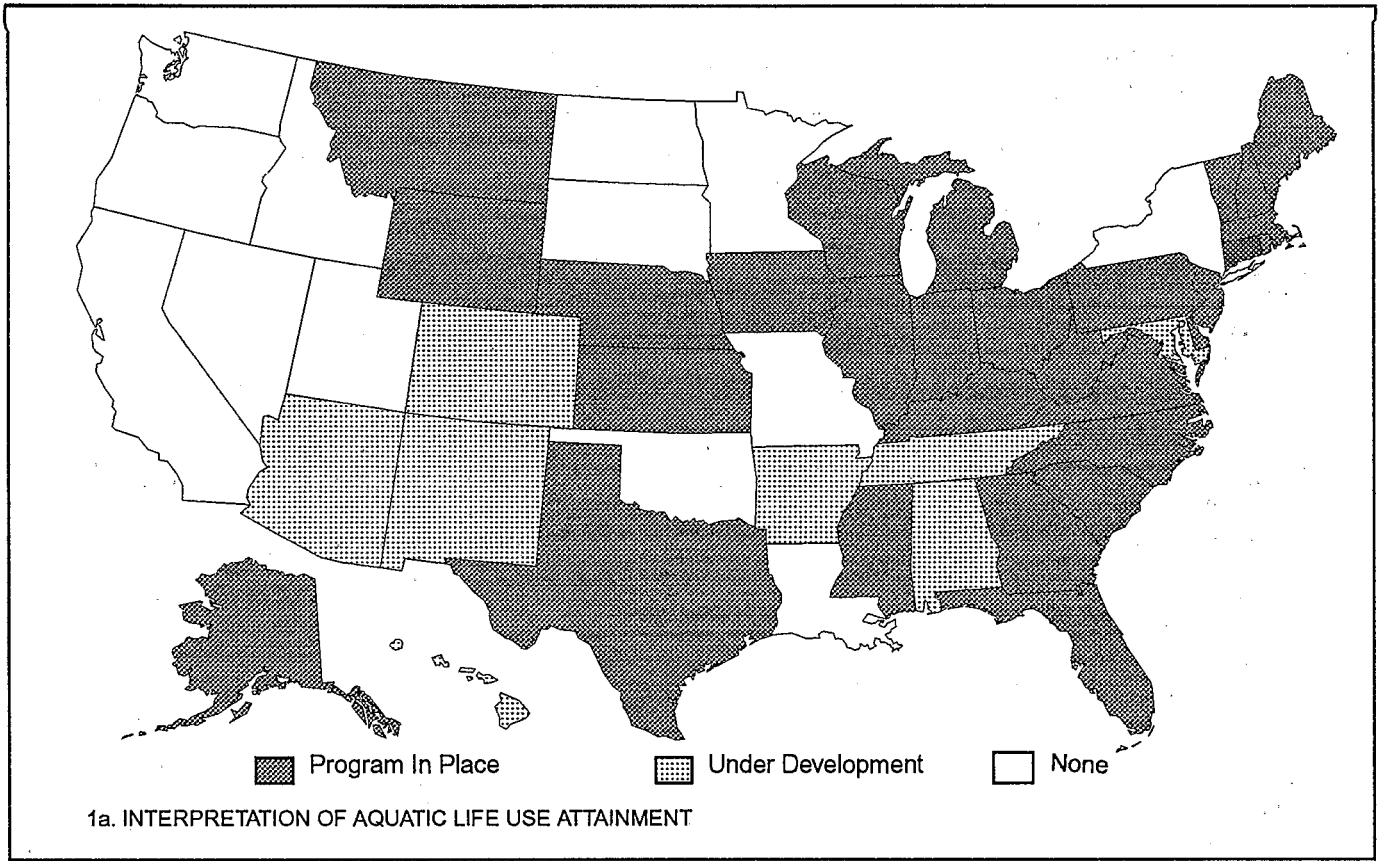 Program In Place
Under Development
None
1a. INTERPRETATION OF AQUATIC LIFE USE ATTAINMENT